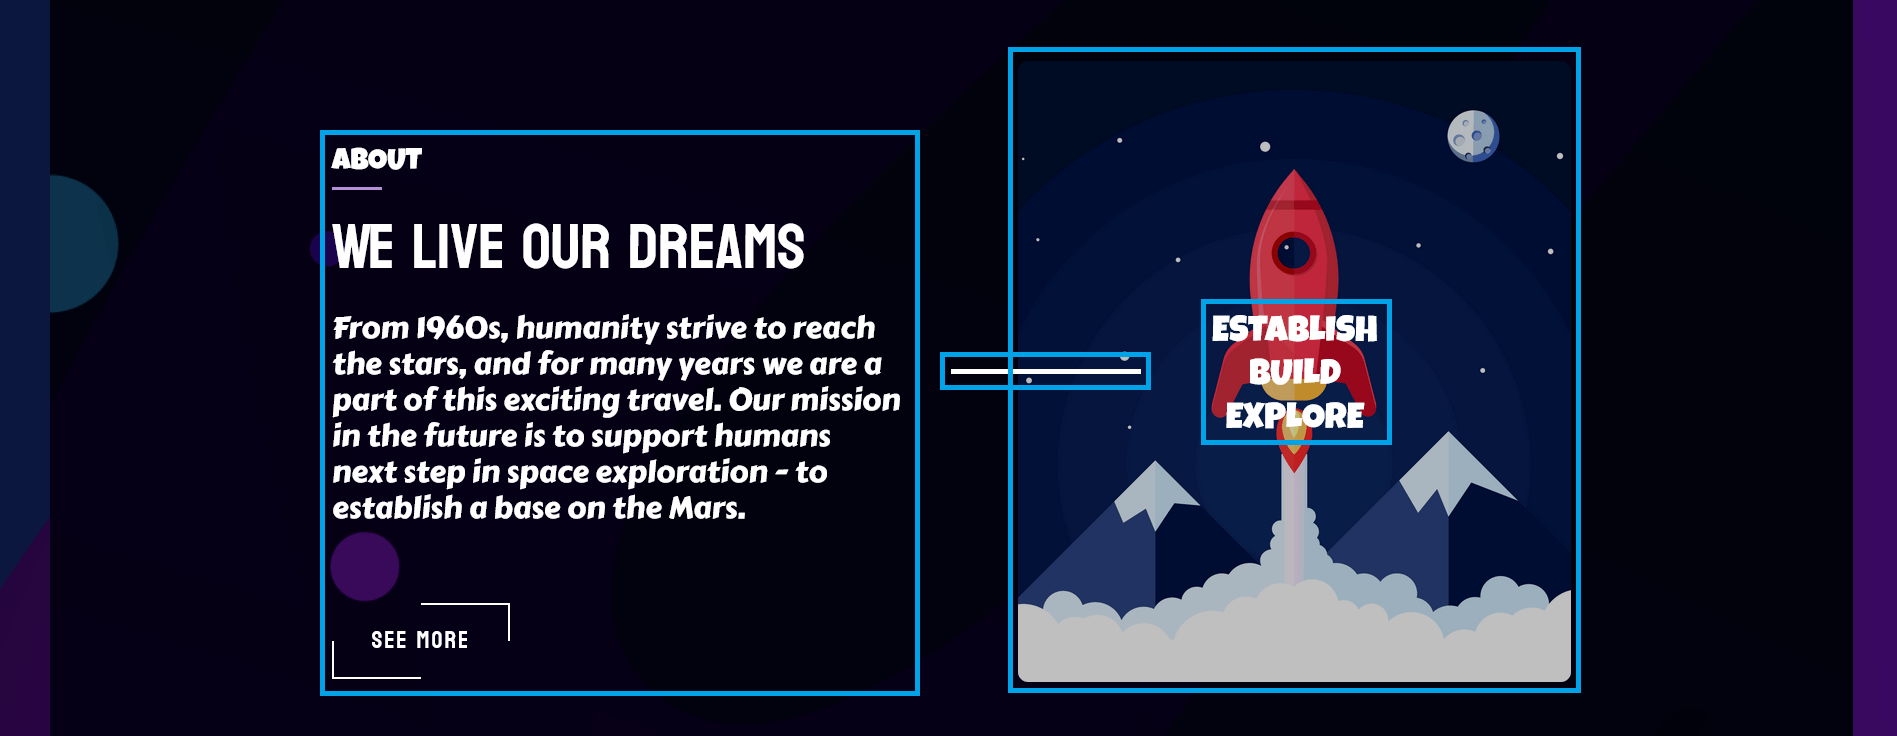 ABOUT
WE LIVE OUR DREAMS
From 1960s, humanity strive to reach
the stars, and for many years we are a
part of this exciting travel. Our mission
in the future is to support humans
next step in space exploration - to
establish a base on the Mars.
SEE MORE
ESTABLISH
BUILD
EXPLORE